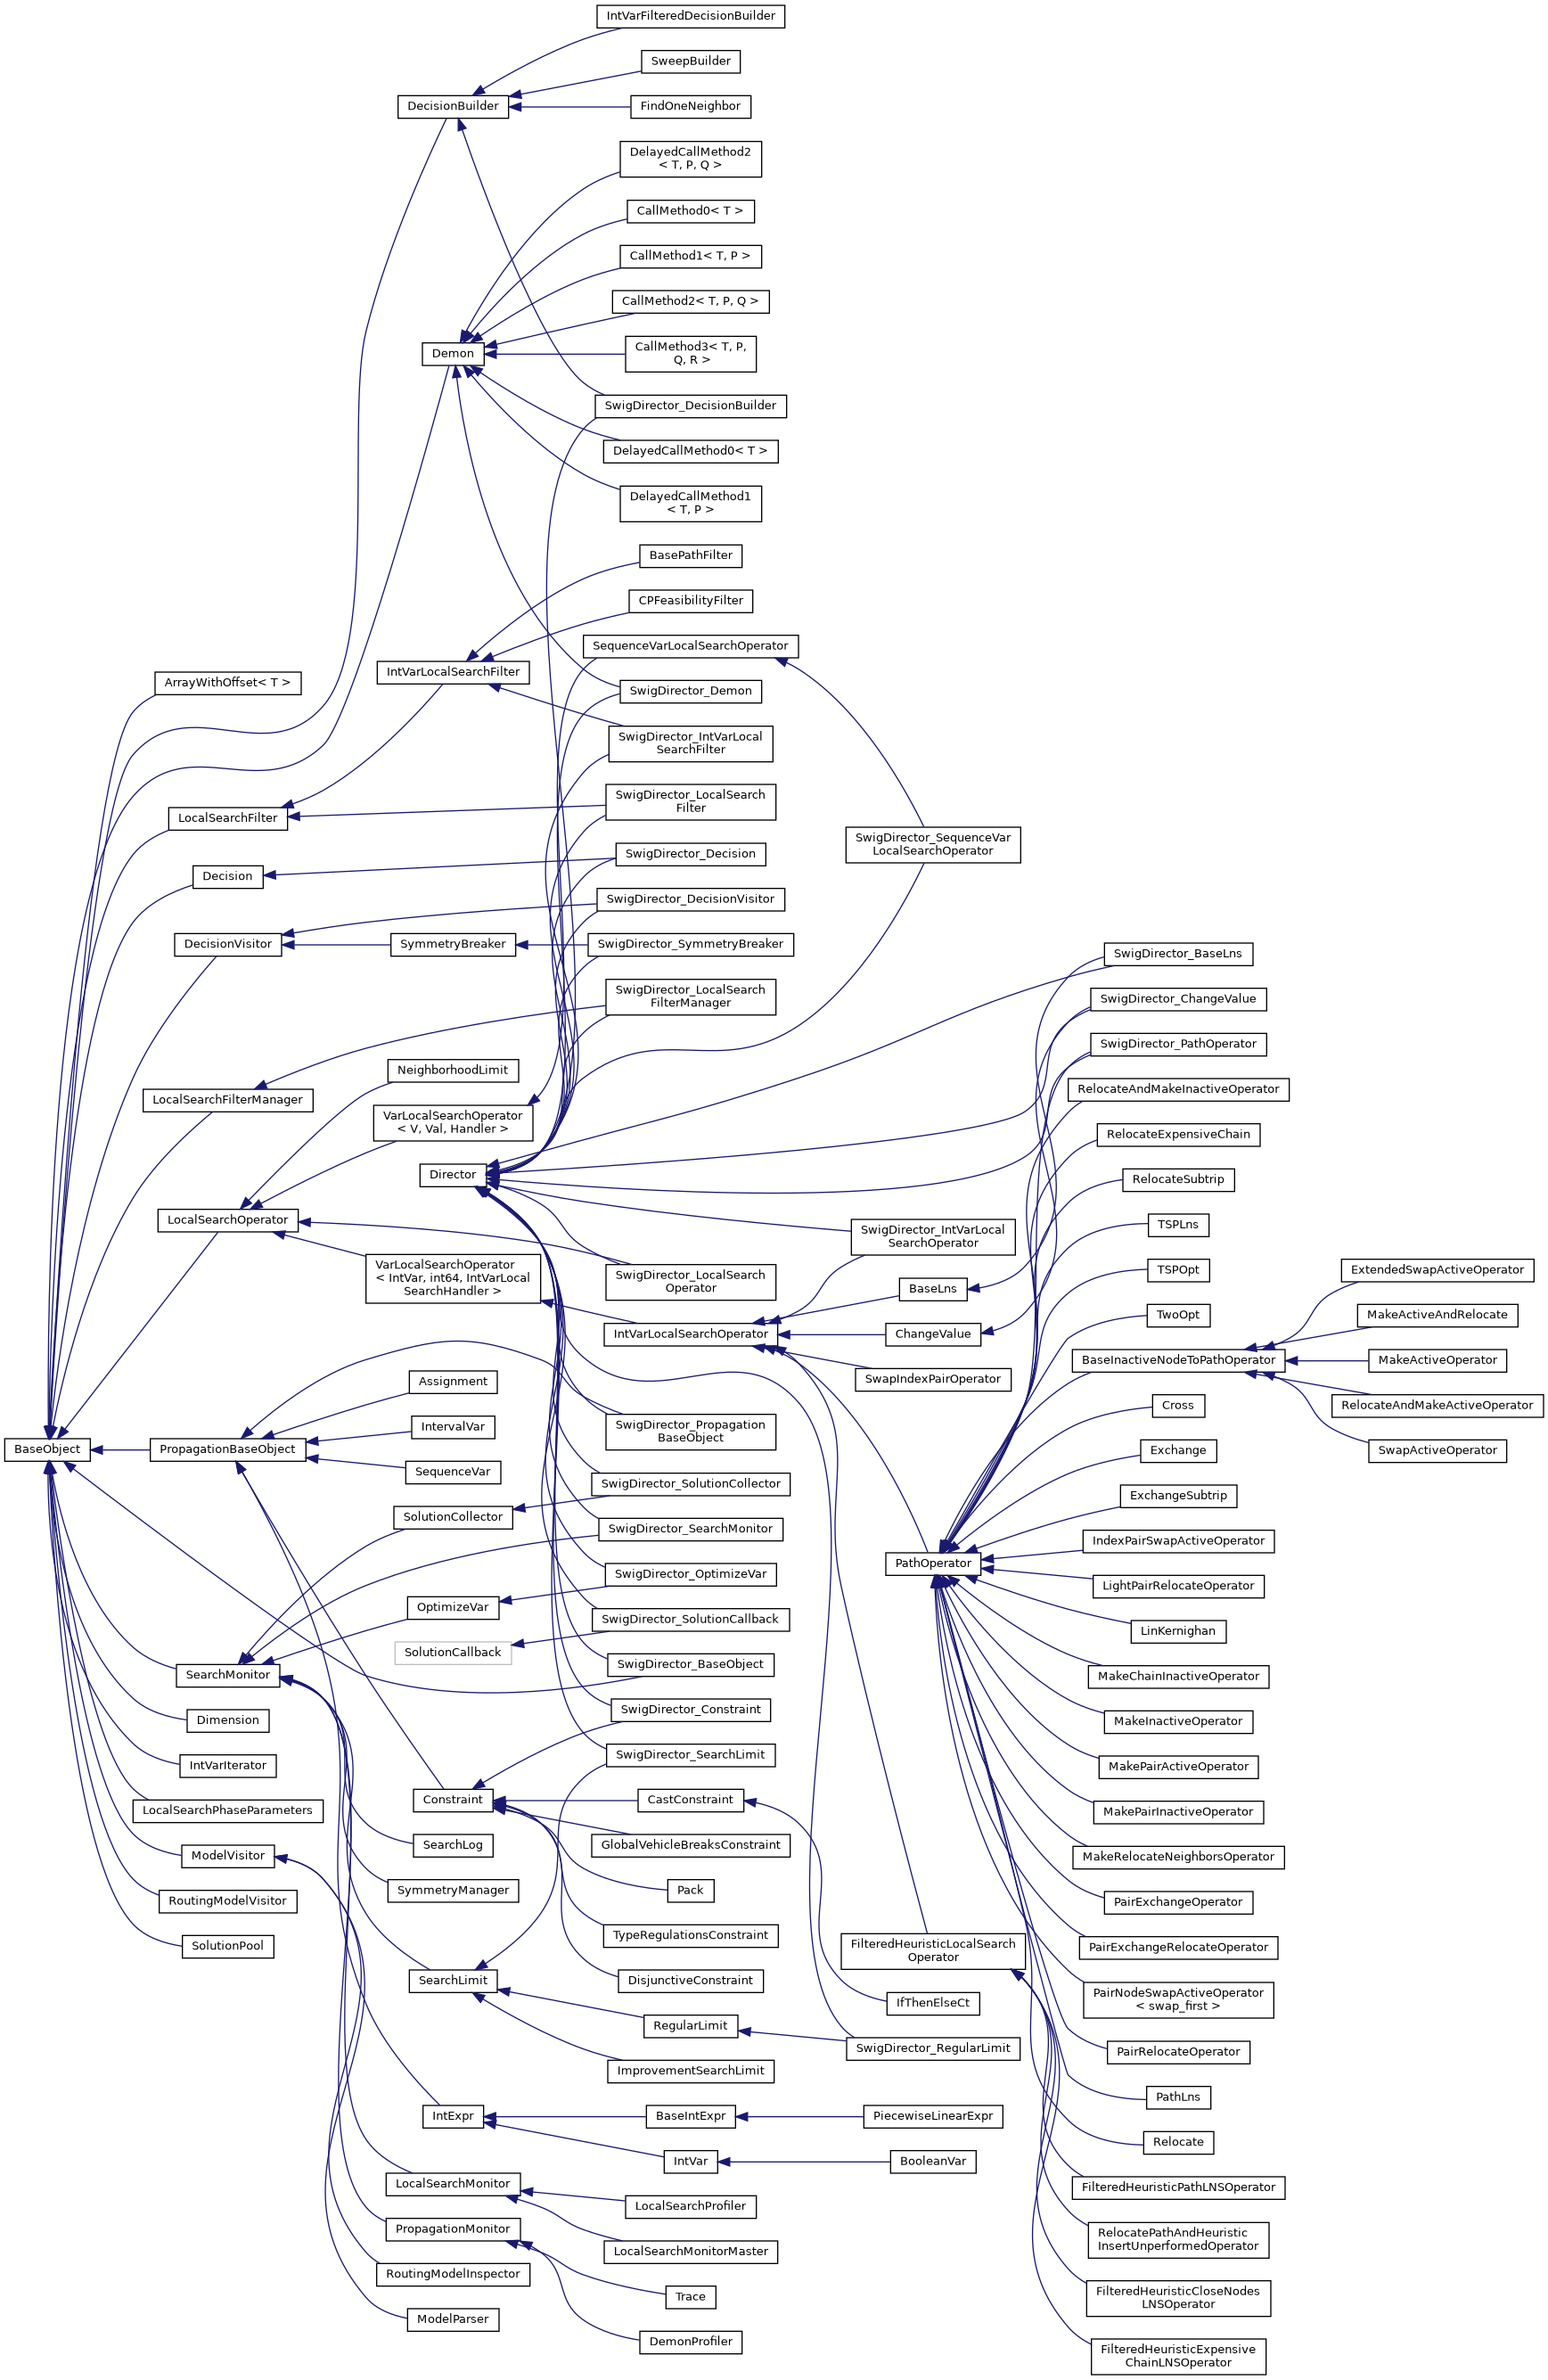 IntVarFilteredDecisionBuilder
SweepBuilder
DecisionBuilder
FindOneNeighbor
DelayedCallMethod2
< T, P, Q >
CallMethod0< T >
CallMethod1< T, P >
CallMethod2< T, P, Q >
Demon
CallMethod3< T, P,
Q, R >
SwigDirector_DecisionBuilder
DelayedCallMethod0< T >
DelayedCallMethod1
< T, P >
BasePathFilter
CPFeasibilityFilter
SequenceVarLocalSearchOperator
IntVarLocalSearchFilter
ArrayWithOffset< T >
SwigDirector_Demon
SwigDirector_IntVarLocal
SearchFilter
SwigDirector_LocalSearch
Filter
LocalSearchFilter
SwigDirector_SequenceVar
LocalSearchOperator
SwigDirector_Decision
Decision
SwigDirector_DecisionVisitor
DecisionVisitor
SymmetryBreaker
SwigDirector_SymmetryBreaker
SwigDirector_BaseLns
SwigDirector_LocalSearch
FilterManager
SwigDirector_ChangeValue
SwigDirector_PathOperator
NeighborhoodLimit
RelocateAndMakeInactiveOperator
LocalSearchFilterManager
VarLocalSearchOperator
< V, Val, Handler >
RelocateExpensiveChain
Director
RelocateSubtrip
LocalSearchOperator
TSPLns
SwigDirector_IntVarLocal
SearchOperator
VarLocalSearchOperator
< IntVar, int64, IntVarLocal
SearchHandler >
SwigDirector_LocalSearch
Operator
TSPOpt
ExtendedSwapActiveOperator
BaseLns
TwoOpt
MakeActiveAndRelocate
IntVarLocalSearchOperator
ChangeValue
BaseInactiveNodeToPathOperator
MakeActiveOperator
Assignment
SwapIndexPairOperator
Cross
RelocateAndMakeActiveOperator
IntervalVar
SwigDirector_Propagation
BaseObject
BaseObject
PropagationBaseObject
Exchange
SwapActiveOperator
SequenceVar
SwigDirector_SolutionCollector
ExchangeSubtrip
SolutionCollector
SwigDirector_SearchMonitor
IndexPairSwapActiveOperator
PathOperator
SwigDirector_OptimizeVar
LightPairRelocateOperator
OptimizeVar
SwigDirector_SolutionCallback
LinKernighan
SolutionCallback
SwigDirector_BaseObject
SearchMonitor
MakeChainInactiveOperator
SwigDirector_Constraint
Dimension
MakeInactiveOperator
SwigDirector_SearchLimit
IntVarIterator
MakePairActiveOperator
Constraint
CastConstraint
LocalSearchPhaseParameters
MakePairInactiveOperator
SearchLog
GlobalVehicleBreaksConstraint
ModelVisitor
MakeRelocateNeighborsOperator
SymmetryManager
Pack
RoutingModelVisitor
PairExchangeOperator
TypeRegulationsConstraint
SolutionPool
FilteredHeuristicLocalSearch
Operator
PairExchangeRelocateOperator
SearchLimit
DisjunctiveConstraint
PairNodeSwapActiveOperator
< swap_first >
IfThenElseCt
RegularLimit
SwigDirector_RegularLimit
PairRelocateOperator
ImprovementSearchLimit
PathLns
IntExpr
BaseIntExpr
PiecewiseLinearExpr
Relocate
IntVar
BooleanVar
LocalSearchMonitor
FilteredHeuristicPathLNSOperator
LocalSearchProfiler
PropagationMonitor
RelocatePathAndHeuristic
InsertUnperformedOperator
LocalSearchMonitorMaster
RoutingModelInspector
Trace
FilteredHeuristicCloseNodes
LNSOperator
ModelParser
DemonProfiler
FilteredHeuristicExpensive
ChainLNSOperator